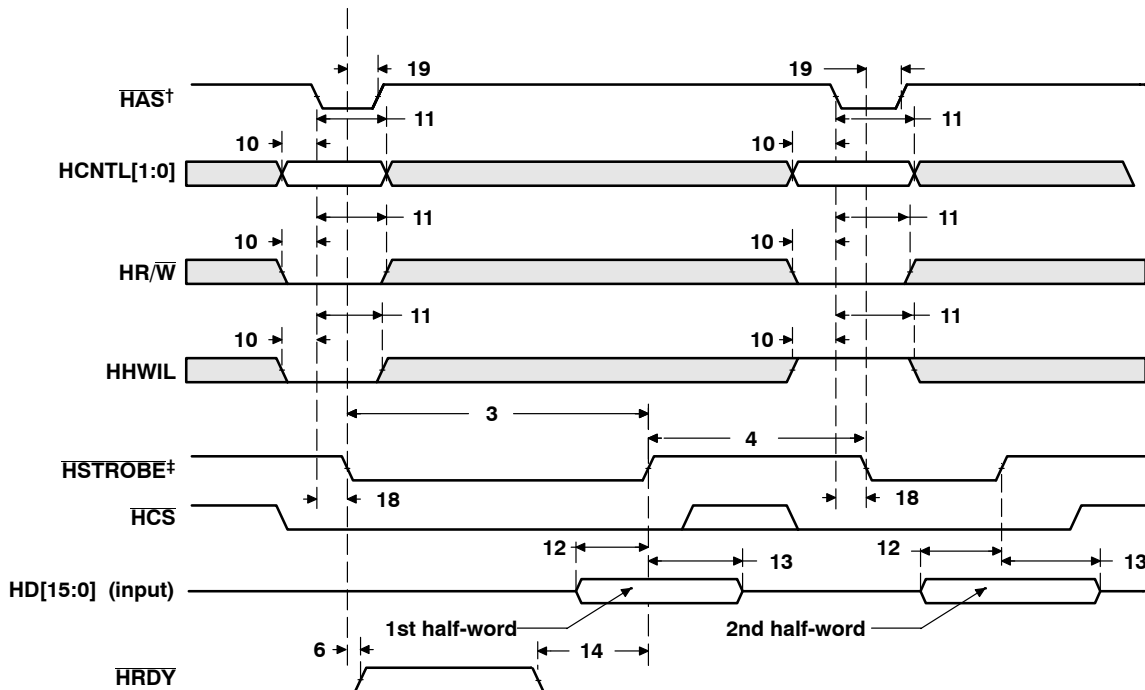 19 19
HAS†
11 11
10 10
HCNTL[1:0]
11 11
10 10
HR/W
11 11
10 10
HHWIL
3
4
HSTROBE‡
18 18
HCS
12 12
13 13
HD[15:0] (input)
1st half-word 2nd half-word
6 14
HRDY